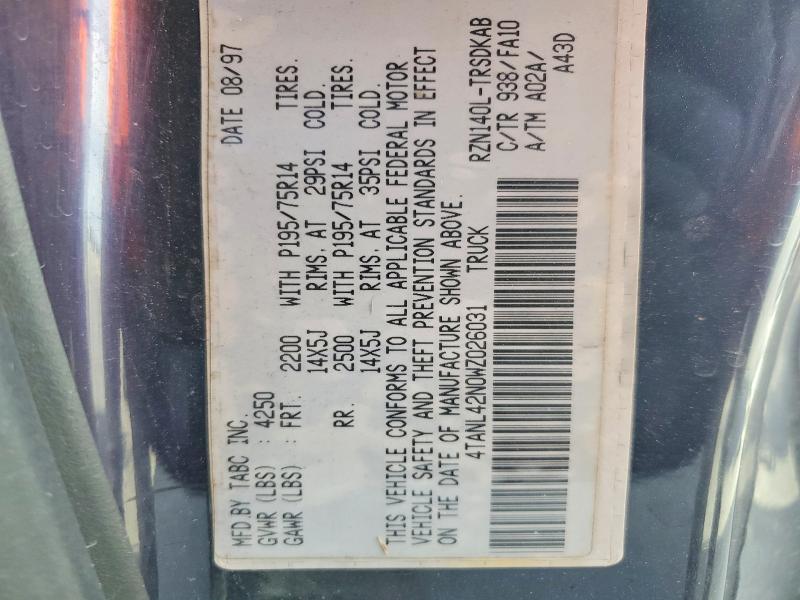 MFD.BY TABC INC. DATE 08/97
GVWR (LBS) : 4250
GAWR (LBS) : FRT. 2200 WITH P195/75R14 TIRES.
14X5J RIMS, AT 29PSI COLD.
RR. 2500 WITH P195/75R14 TIRES.
14X5J RIMS, AT 35PSI COLD.
THIS VEHICLE CONFORMS TO ALL APPLICABLE FEDERAL MOTOR
VEHICLE SAFETY AND THEFT PREVENTION STANDARDS IN EFFECT
ON THE DATE OF MANUFACTURE SHOWN ABOVE.
4TANL42N0WZ026031 TRUCK RZN140L-TRSDKAB
C/TR 938/FA10
A/TM A02A/
A43D